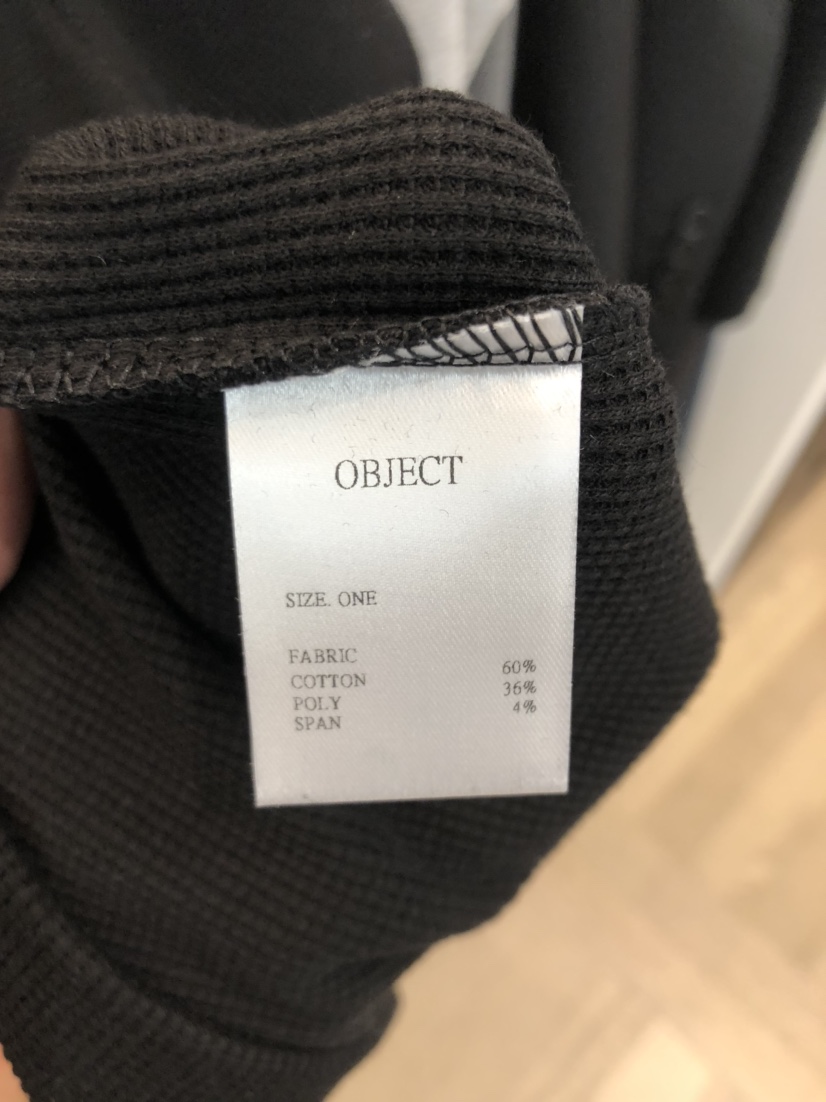 OBJECT
SIZE. ONE
FABRIC
COTTON 60%
POLY 36%
SPAN 4%